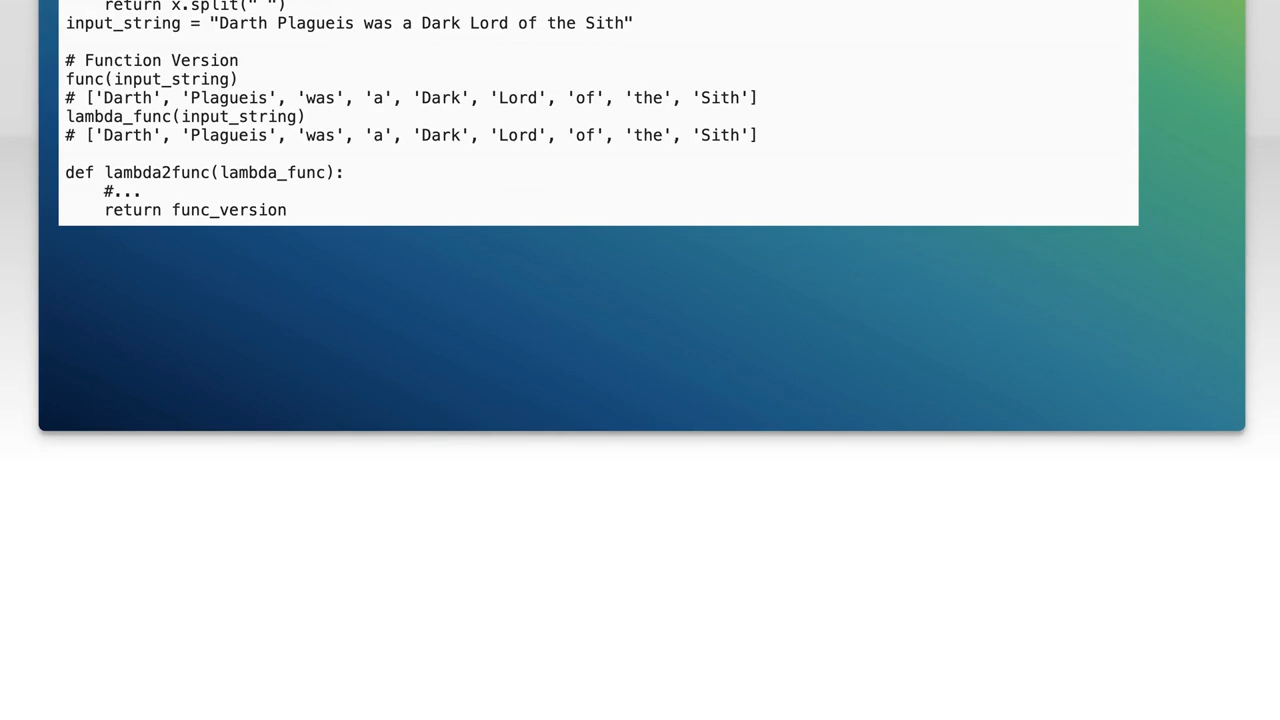 return x.split(" ")
input_string = "Darth Plagueis was a Dark Lord of the Sith"
# Function Version
func(input_string)
# ['Darth', 'Plagueis', 'was', 'a', 'Dark', 'Lord', 'of', 'the', 'Sith']
lambda_func(input_string)
# ['Darth', 'Plagueis', 'was', 'a', 'Dark', 'Lord', 'of', 'the', 'Sith']
def lambda2func(lambda_func):
#...
return func_version